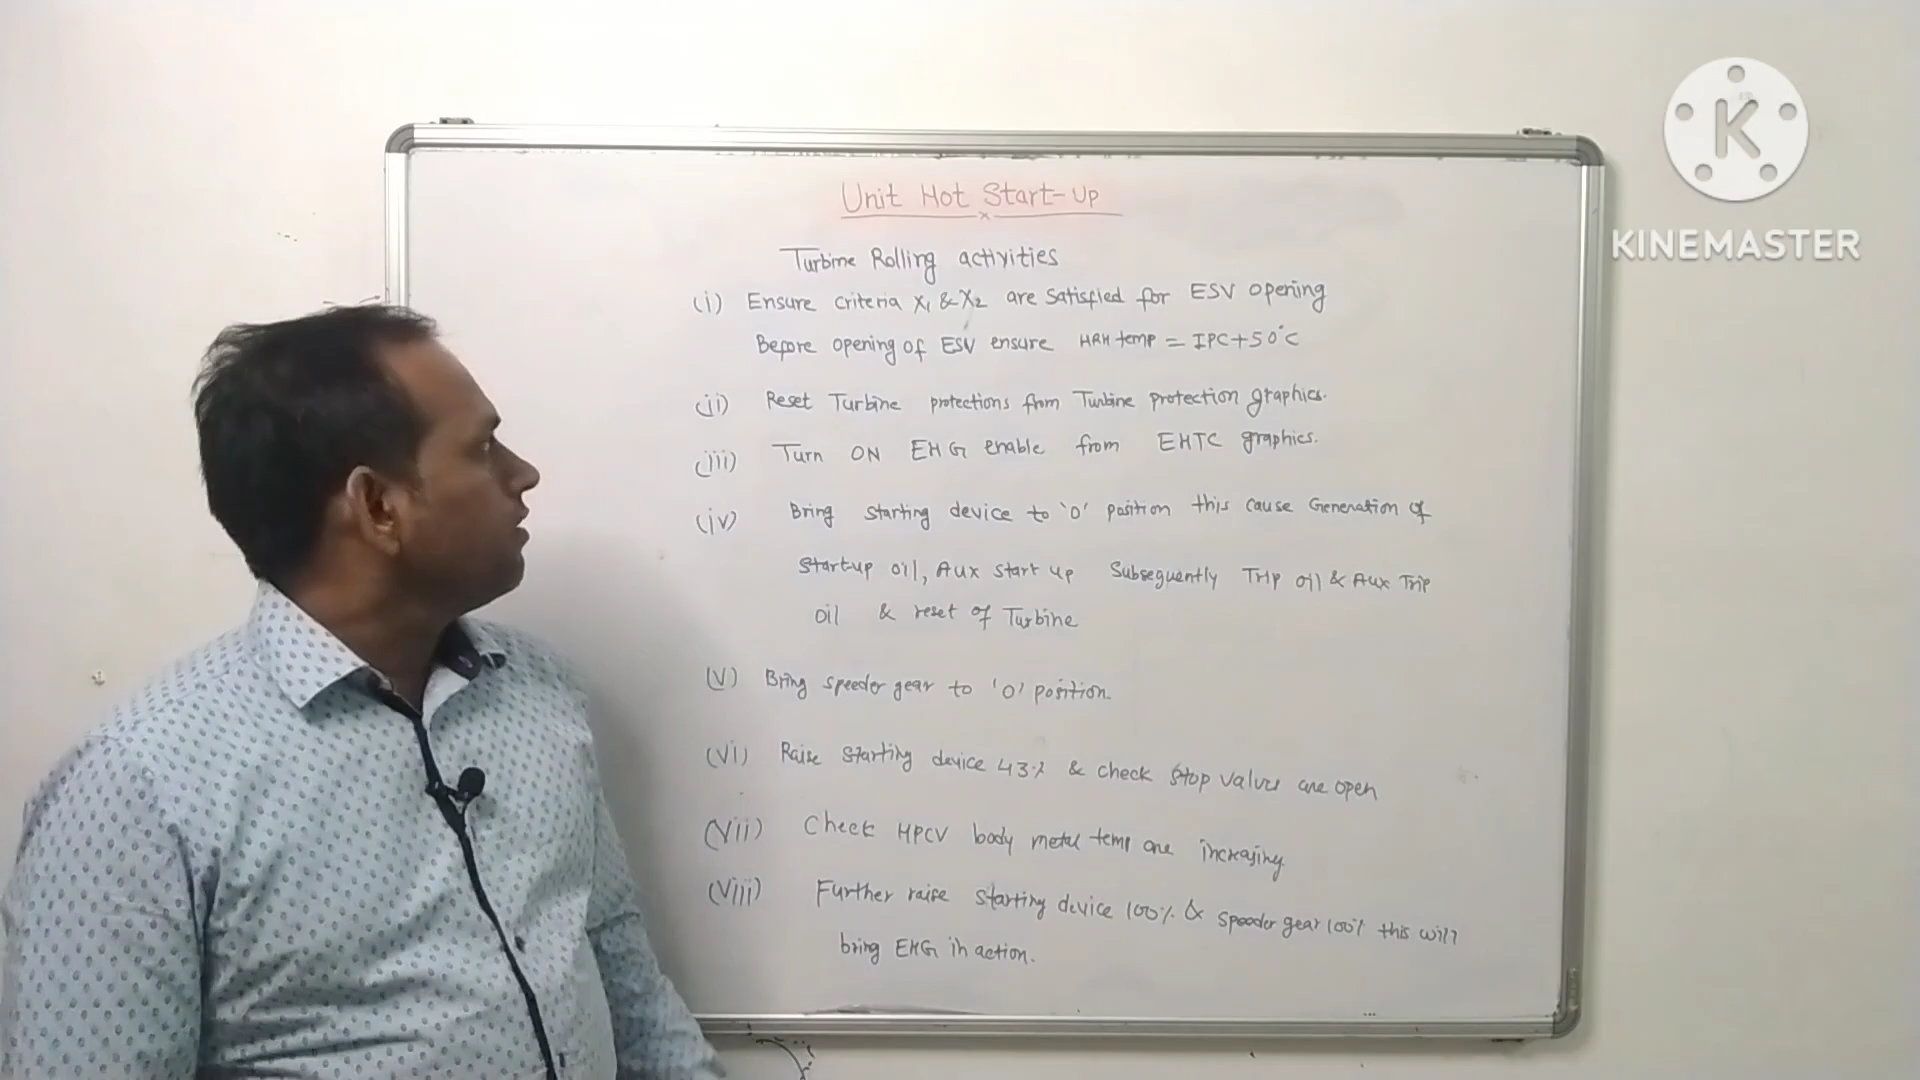 Unit Hot Start-Up
Turbine Rolling activities
(i) Ensure criteria X1 & X2 are satisfied for ESV opening
Before opening of ESV ensure HRH temp = IPC+50°C
(ii) Reset Turbine protections from Turbine protection graphics.
(iii) Turn ON EHG enable from EHTC graphics.
(iv) Bring starting device to '0' position this cause Generation of
Startup oil, Aux start up Subsequently Trip oil & Aux Trip
oil & reset of Turbine
(V) Bring speeder gear to '0' position.
(Vi) Raise starting device 43% & check stop valves are open
(Vii) Check HPCV body metal temp are increasing.
(Viii) Further raise starting device 100% & speeder gear 100% this will
bring EHG in action.
K
KINEMASTER